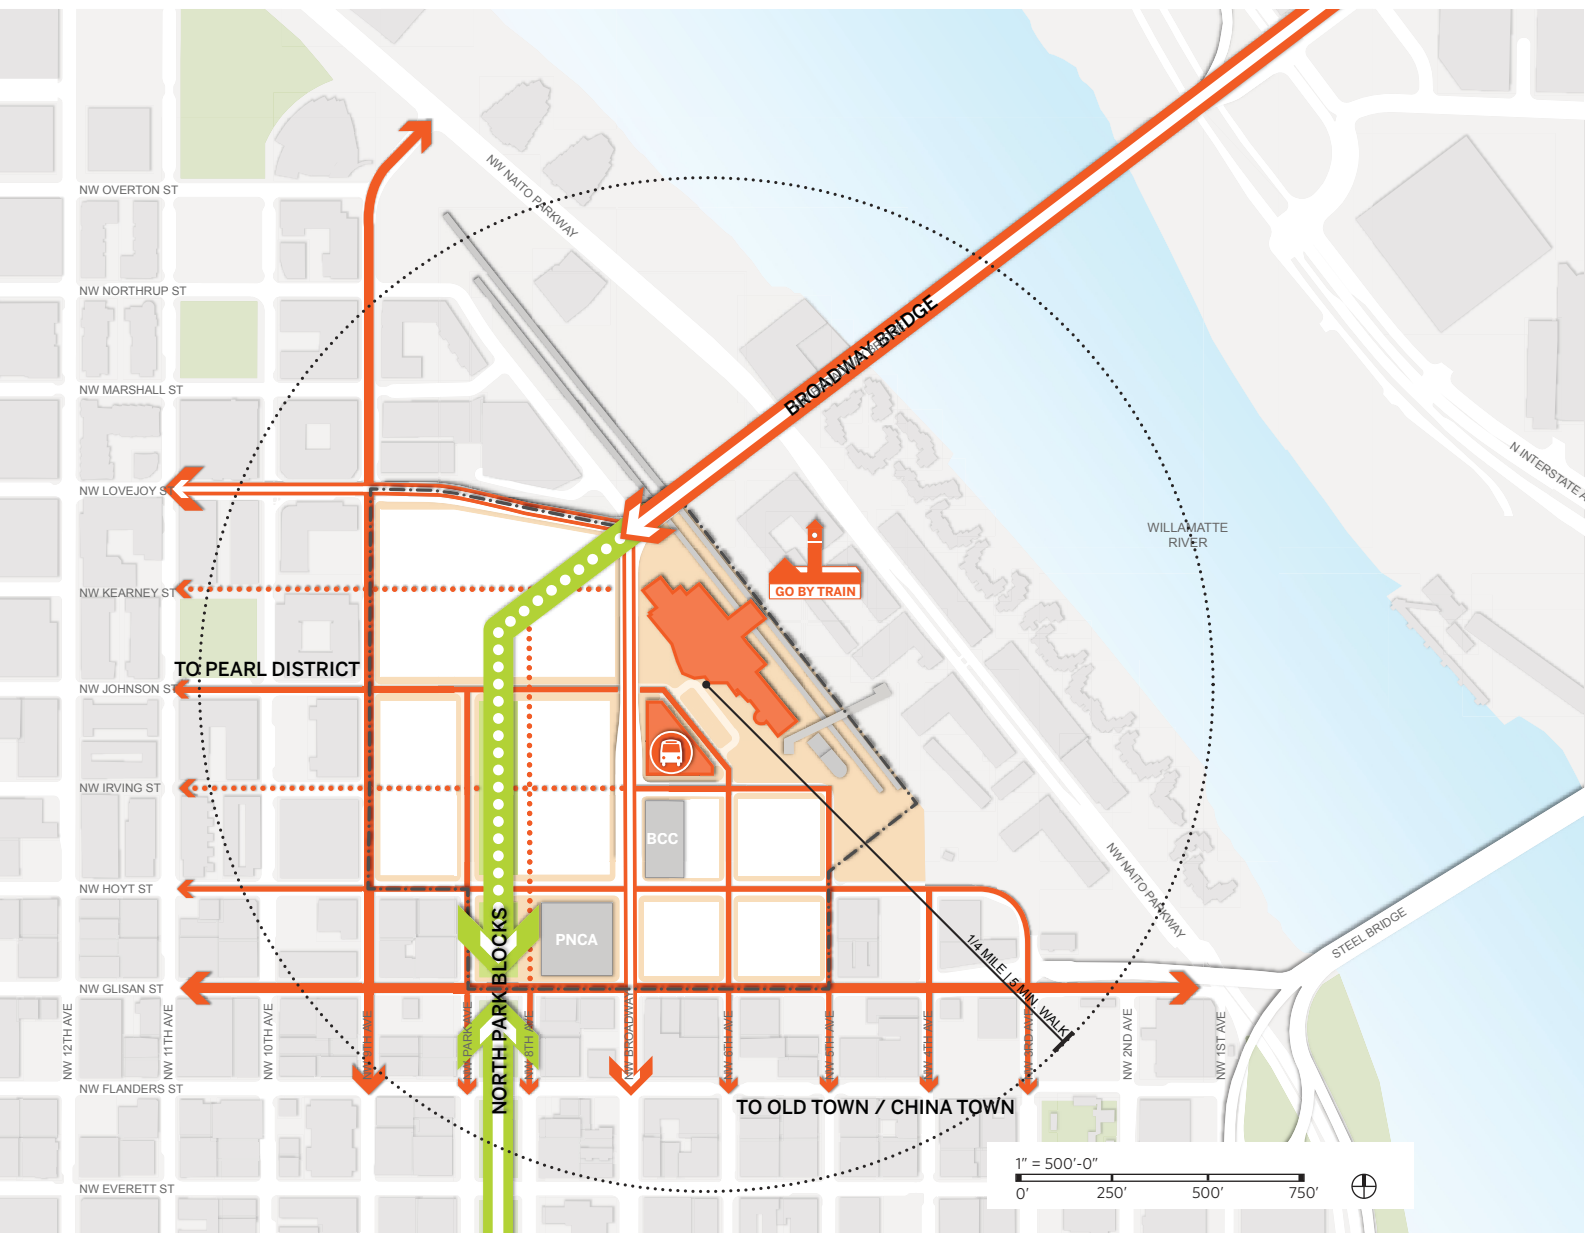 NW OVERTON ST
NW NAITO PARKWAY
NW NORTHRUP ST
BROADWAY BRIDGE
NW MARSHALL ST
N INTERSTATE A
NW LOVEJOY ST
WILLAMATTE
RIVER
GO BY TRAIN
NW KEARNEY ST
TO PEARL DISTRICT
NW JOHNSON ST
NW IRVING ST
BCC
NW NAITO PARKWAY
NW HOYT ST
PNCA
NORTH PARK BLOCKS
STEEL BRIDGE
1/4 MILE | 5 MIN. WALK
NW GLISAN ST
NW 12TH AVE
NW 11TH AVE
NW 10TH AVE
NW 9TH AVE
NW PARK AVE
NW 8TH AVE
NW BROADWAY
NW 6TH AVE
NW 5TH AVE
NW 4TH AVE
NW 3RD AVE
NW 2ND AVE
NW 1ST AVE
NW FLANDERS ST
TO OLD TOWN / CHINA TOWN
NW EVERETT ST
1" = 500'-0"
0' 250' 500' 750'